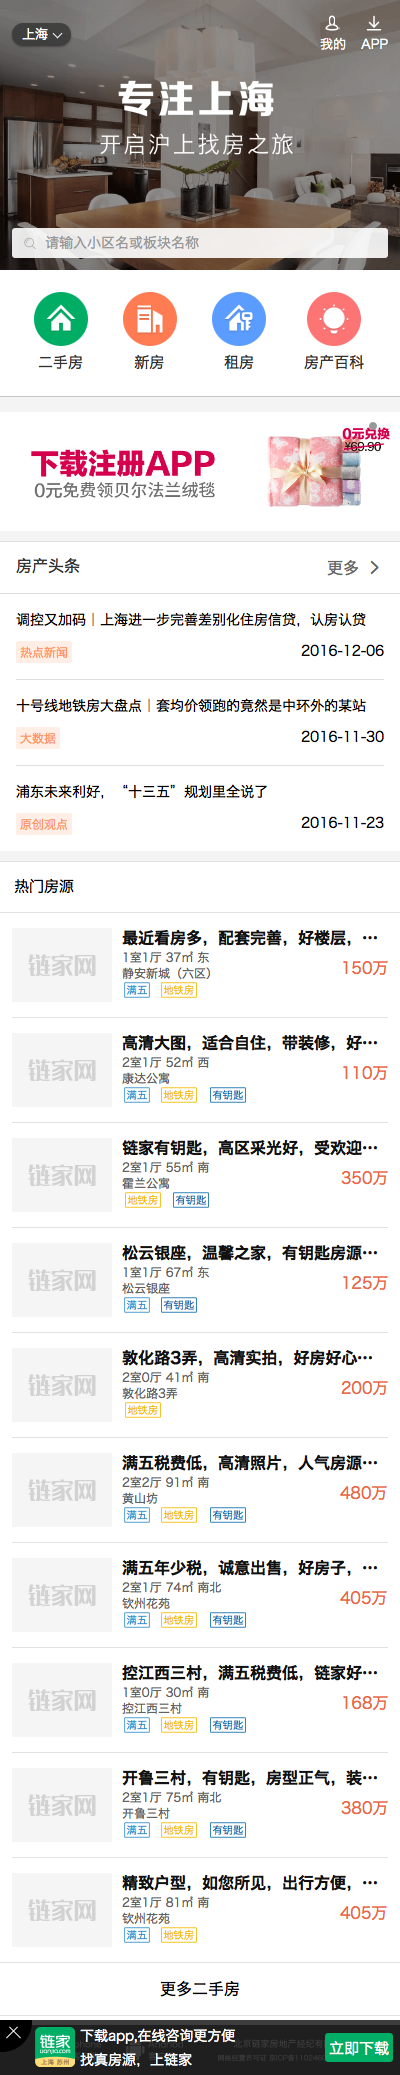 上海
我的 APP
专注上海
开启沪上找房之旅
请输入小区名或板块名称
二手房 新房 租房 房产百科
下载注册APP
0元免费领贝尔法兰绒毯
0元兑换
¥69.90
房产头条 更多
调控又加码｜上海进一步完善差别化住房信贷，认房认贷
热点新闻 2016-12-06
十号线地铁房大盘点｜套均价领跑的竟然是中环外的某站
大数据 2016-11-30
浦东未来利好，“十三五”规划里全说了
原创观点 2016-11-23
热门房源
链家网
最近看房多，配套完善，好楼层，…
1室1厅 37㎡ 东
静安新城（六区）
150万
满五 地铁房
链家网
高清大图，适合自住，带装修，好…
2室1厅 52㎡ 西
康达公寓
110万
满五 地铁房 有钥匙
链家网
链家有钥匙，高区采光好，受欢迎…
2室1厅 55㎡ 南
霍兰公寓
350万
地铁房 有钥匙
链家网
松云银座，温馨之家，有钥匙房源…
1室1厅 67㎡ 东
松云银座
125万
满五 有钥匙
链家网
敦化路3弄，高清实拍，好房好心…
2室0厅 41㎡ 南
敦化路3弄
200万
地铁房
链家网
满五税费低，高清照片，人气房源…
2室2厅 91㎡ 南
黄山坊
480万
满五 地铁房 有钥匙
链家网
满五年少税，诚意出售，好房子，…
2室1厅 74㎡ 南北
钦州花苑
405万
满五 地铁房 有钥匙
链家网
控江西三村，满五税费低，链家好…
1室0厅 30㎡ 南
控江西三村
168万
满五 地铁房 有钥匙
链家网
开鲁三村，有钥匙，房型正气，装…
2室1厅 75㎡ 南北
开鲁三村
380万
满五 地铁房 有钥匙
链家网
精致户型，如您所见，出行方便，…
2室1厅 81㎡ 南
钦州花苑
405万
满五 地铁房
更多二手房
链家
LIANJIA.COM
上海 苏州
下载app,在线咨询更方便
找真房源，上链家
立即下载